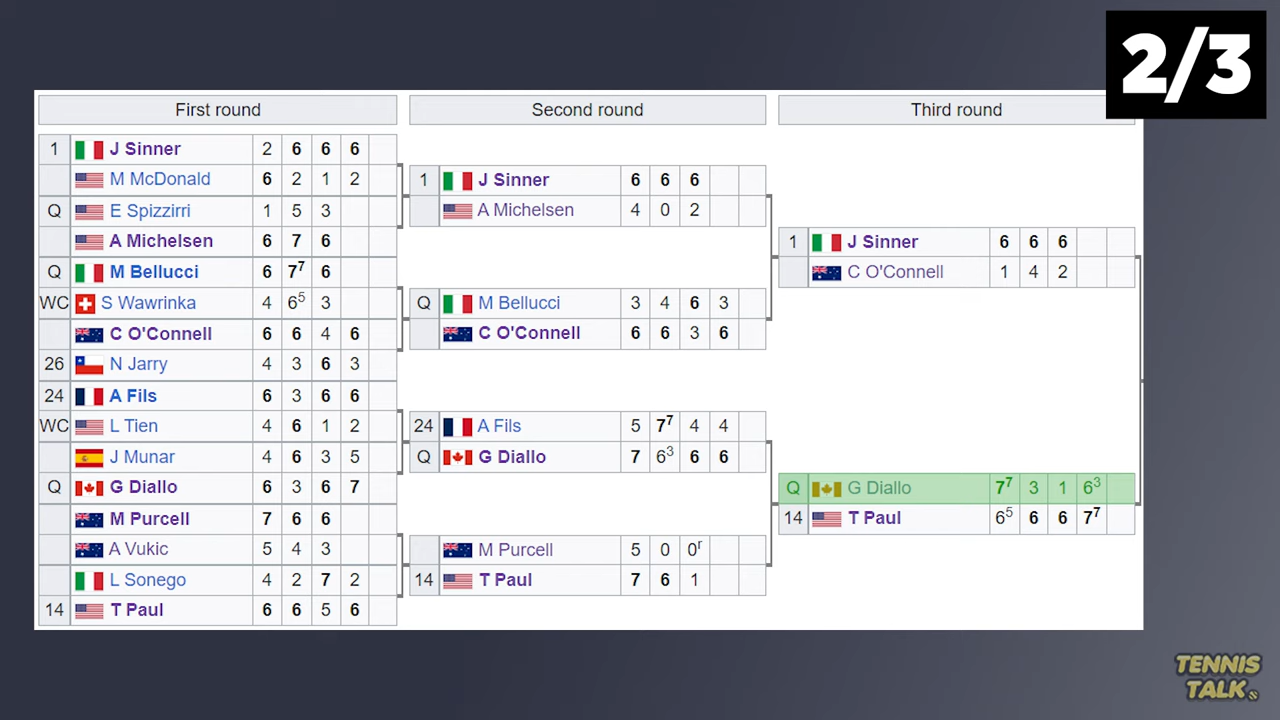 2/3
First round
Second round
Third round
1 J Sinner 2 6 6 6
M McDonald 6 2 1 2
Q E Spizzirri 1 5 3
A Michelsen 6 7 6
Q M Bellucci 6 7⁷ 6
WC S Wawrinka 4 6⁵ 3
C O'Connell 6 6 4 6
26 N Jarry 4 3 6 3
24 A Fils 6 3 6 6
WC L Tien 4 6 1 2
J Munar 4 6 3 5
Q G Diallo 6 3 6 7
M Purcell 7 6 6
A Vukic 5 4 3
L Sonego 4 2 7 2
14 T Paul 6 6 5 6
1 J Sinner 6 6 6
A Michelsen 4 0 2
Q M Bellucci 3 4 6 3
C O'Connell 6 6 3 6
24 A Fils 5 7⁷ 4 4
Q G Diallo 7 6³ 6 6
M Purcell 5 0 0ʳ
14 T Paul 7 6 1
1 J Sinner 6 6 6
C O'Connell 1 4 2
Q G Diallo 7⁷ 3 1 6³
14 T Paul 6⁵ 6 6 7⁷
TENNIS
TALK